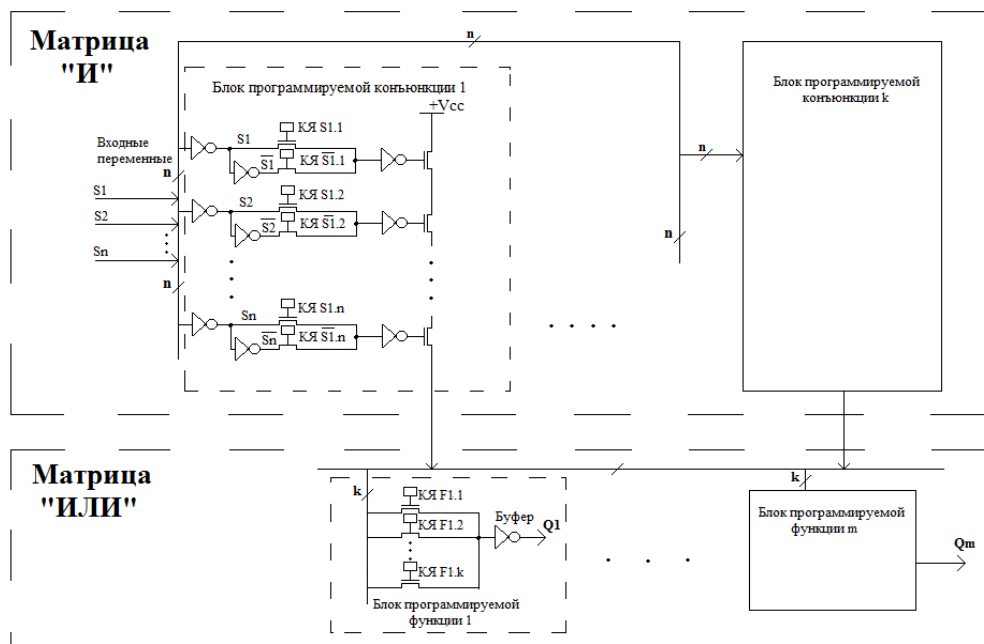 Матрица
"И"
n
Блок программируемой конъюнкции 1
+Vcc
Блок программируемой
конъюнкции k
Входные
переменные
n
S1
S2
Sn
n
S1
S1
КЯ S1.1
КЯ S1.1
S2
S2
КЯ S1.2
КЯ S1.2
Sn
Sn
КЯ S1.n
КЯ S1.n
n
n
Матрица
"ИЛИ"
k
КЯ F1.1
КЯ F1.2
КЯ F1.k
Буфер
Q1
Блок программируемой
функции 1
k
Блок программируемой
функции m
Qm